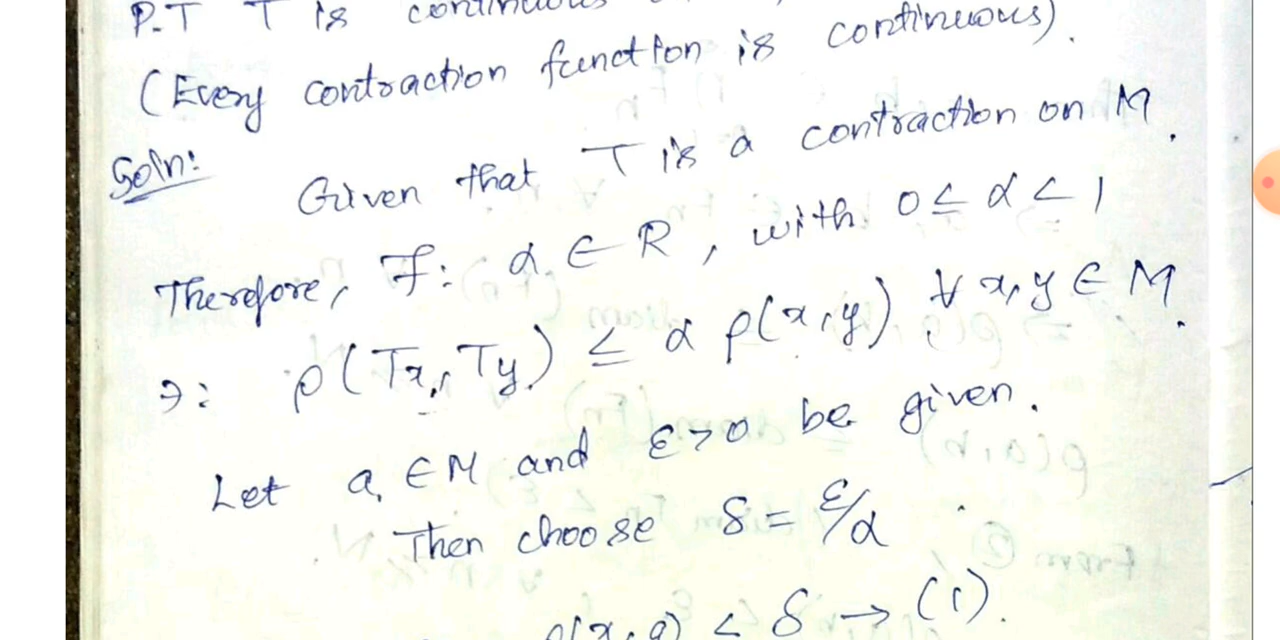 P.T T is continuous
(Every contraction function is continuous).
Soln:
Given that T is a contraction on M.
Therefore, ∃: α ∈ R, with 0 ≤ α < 1
∋: ρ(Tx, Ty) ≤ α ρ(x,y) ∀ x,y ∈ M.
Let a ∈ M and ε>0 be given.
Then choose δ = ε/α
ρ(x,a) < δ → (1).